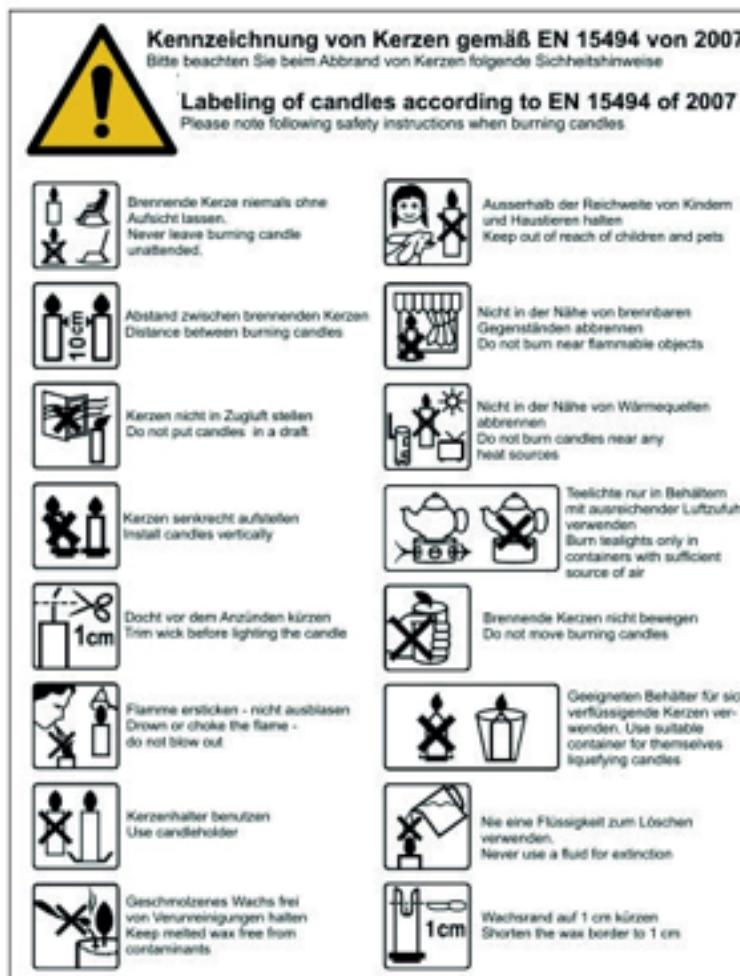 Kennzeichnung von Kerzen gemäß EN 15494 von 2007
Bitte beachten Sie beim Abbrand von Kerzen folgende Sichheitshinweise
Labeling of candles according to EN 15494 of 2007
Please note following safety instructions when burning candles
Brennende Kerze niemals ohne
Aufsicht lassen.
Never leave burning candle
unattended.
Ausserhalb der Reichweite von Kindern
und Haustieren halten
Keep out of reach of children and pets
10cm
Abstand zwischen brennenden Kerzen
Distance between burning candles
Nicht in der Nähe von brennbaren
Gegenständen abbrennen
Do not burn near flammable objects
Kerzen nicht in Zugluft stellen
Do not put candles in a draft
Nicht in der Nähe von Wärmequellen
abbrennen
Do not burn candles near any
heat sources
Kerzen senkrecht aufstellen
Install candles vertically
Teelichte nur in Behältern
mit ausreichender Luftzufuh
verwenden
Burn tealights only in
containers with sufficient
source of air
1cm
Docht vor dem Anzünden kürzen
Trim wick before lighting the candle
Brennende Kerzen nicht bewegen
Do not move burning candles
Flamme ersticken - nicht ausblasen
Drown or choke the flame -
do not blow out
Geeigneten Behälter für sic
verflüssigende Kerzen ver-
wenden. Use suitable
container for themselves
liquefying candles
Kerzenhalter benutzen
Use candleholder
Nie eine Flüssigkeit zum Löschen
verwenden.
Never use a fluid for extinction
Geschmolzenes Wachs frei
von Verunreinigungen halten
Keep melted wax free from
contaminants
1cm
Wachsrand auf 1 cm kürzen
Shorten the wax border to 1 cm